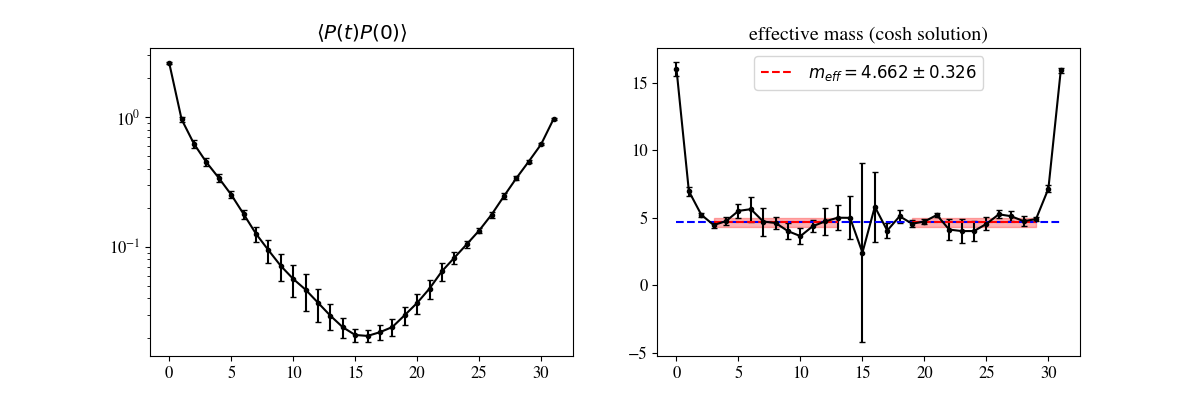 ⟨P(t)P(0)⟩
10⁰
10⁻¹
0 5 10 15 20 25 30
effective mass (cosh solution)
m_eff = 4.662 ± 0.326
15
10
5
0
−5
0 5 10 15 20 25 30